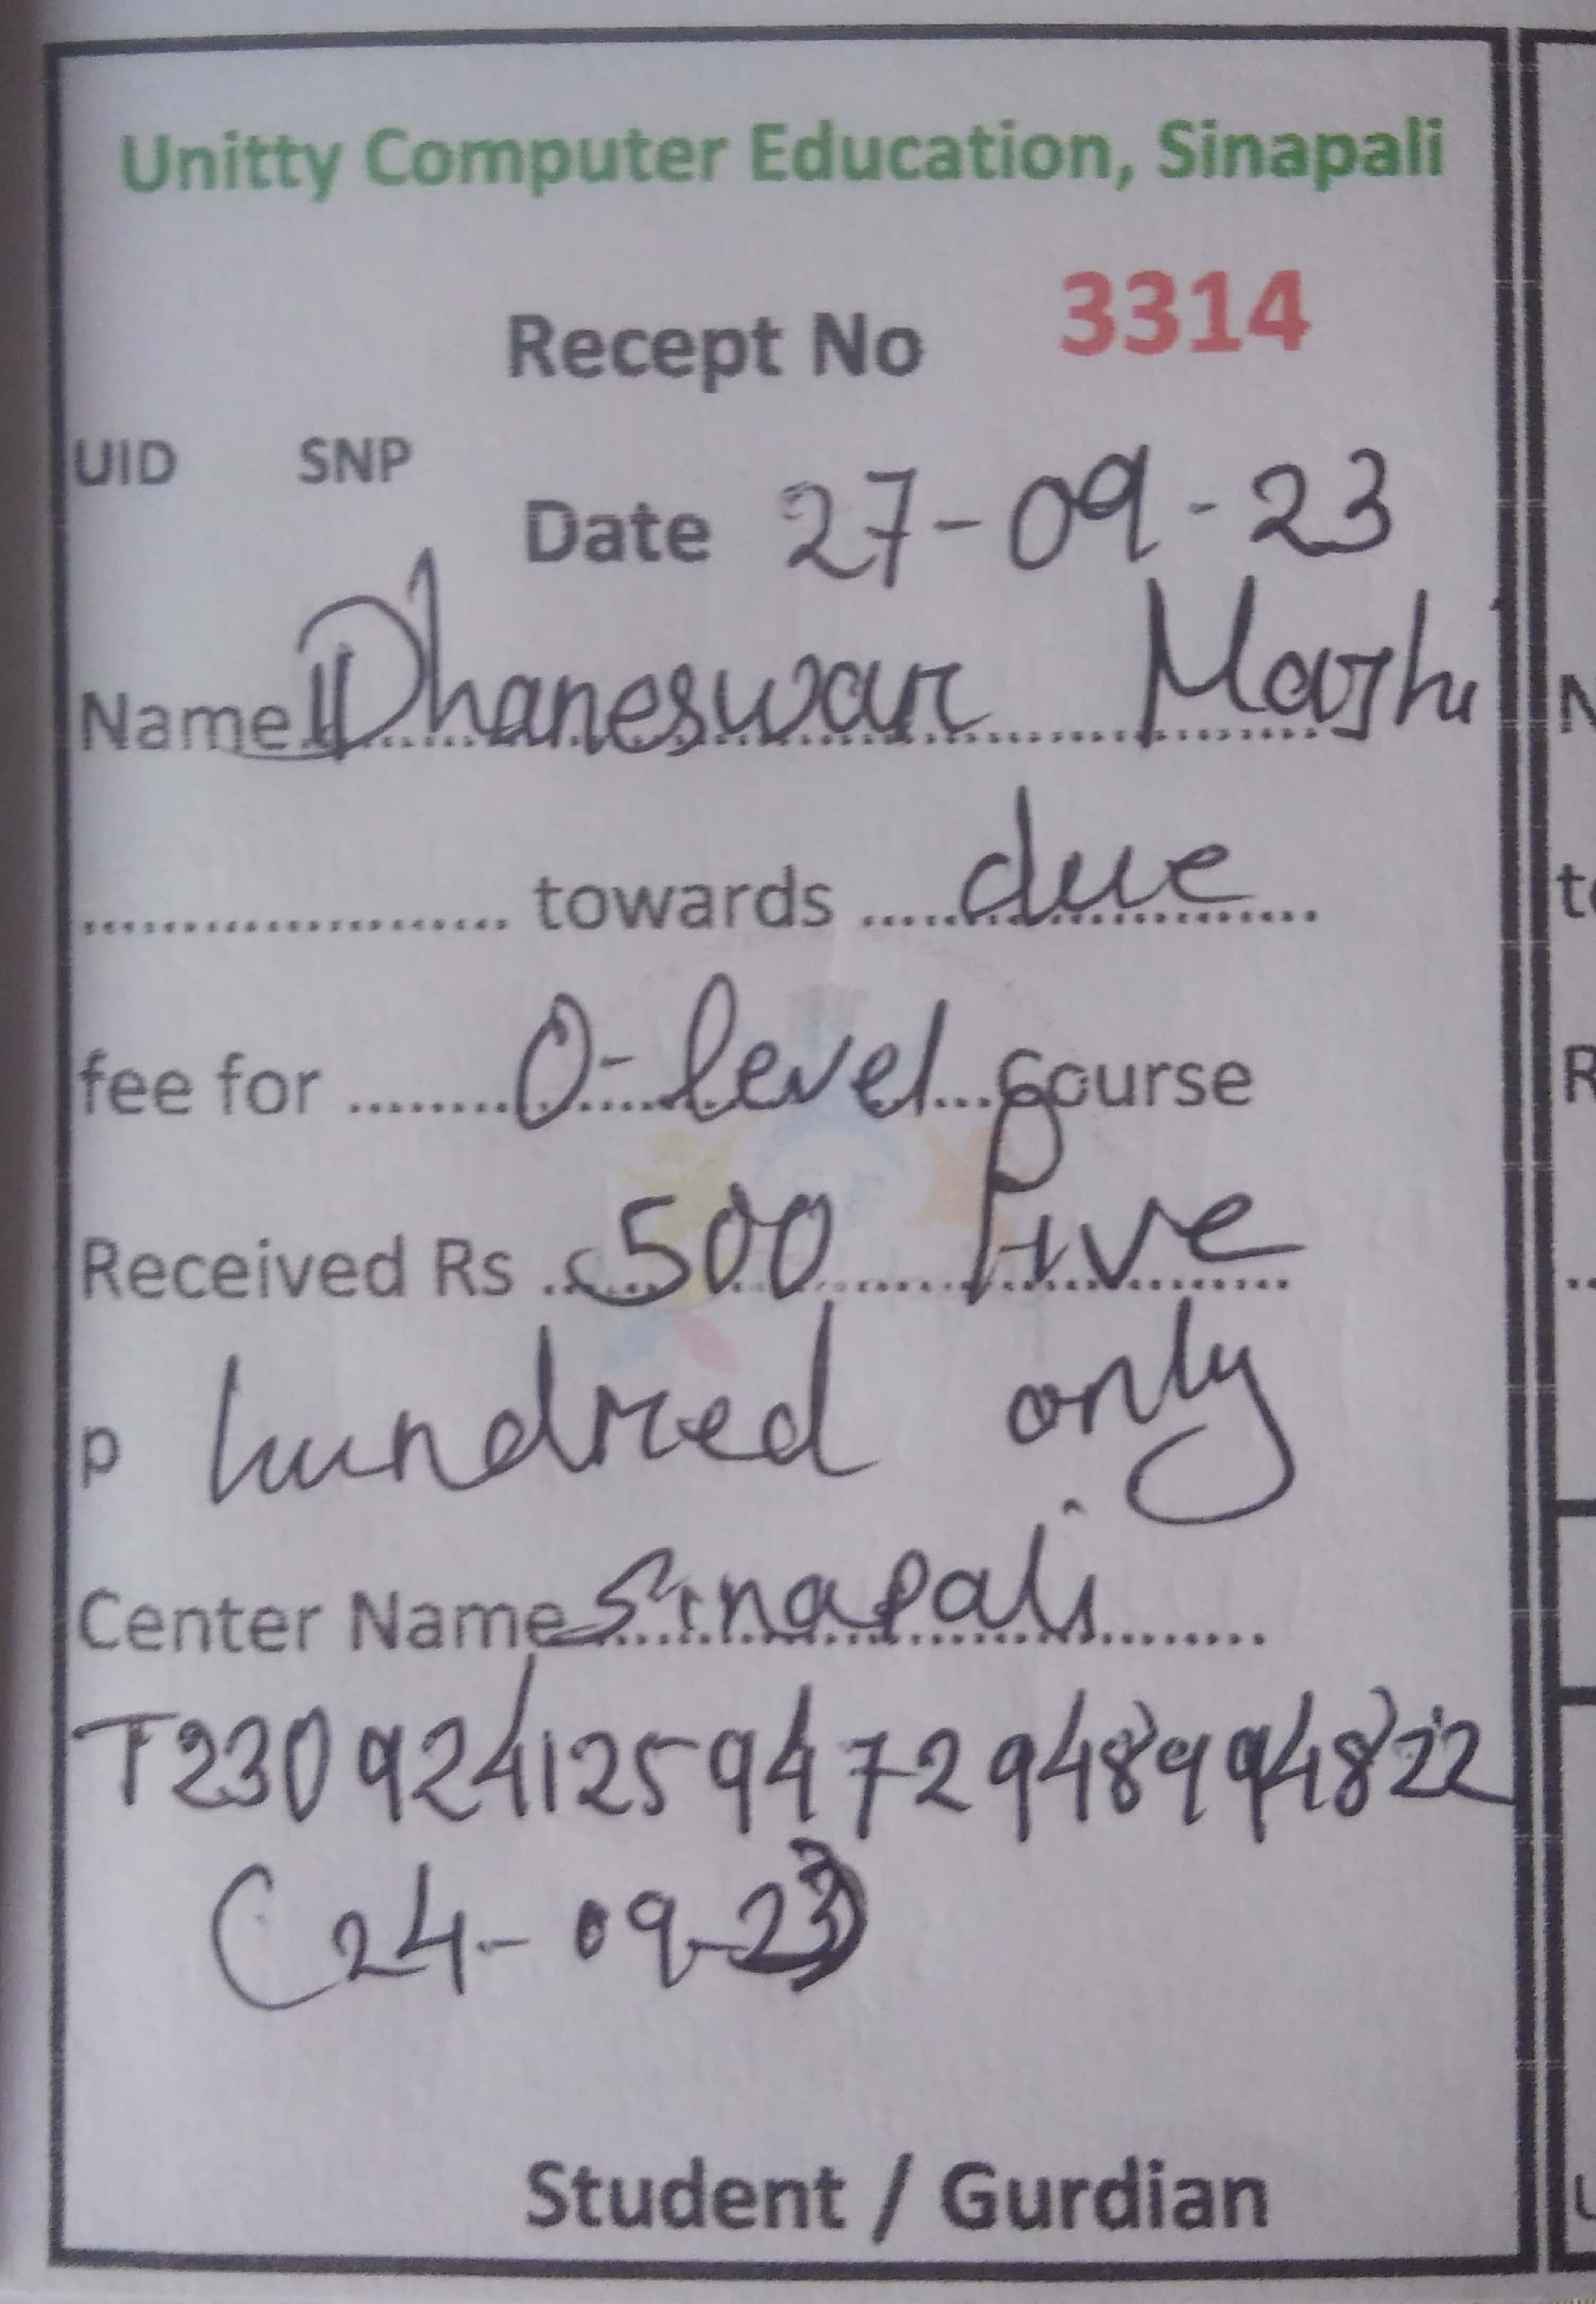 Unitty Computer Education, Sinapali
Recept No 3314
UID SNP
Date 27-09-23
Name Dhaneswar Majhi
.................... towards .... due ....
fee for ........ O-level ... Course
Received Rs ... 500 ..... Five
p hundred only
Center Name Sinapali ........
T2309241259472948994822
(24-09-23)
Student / Gurdian